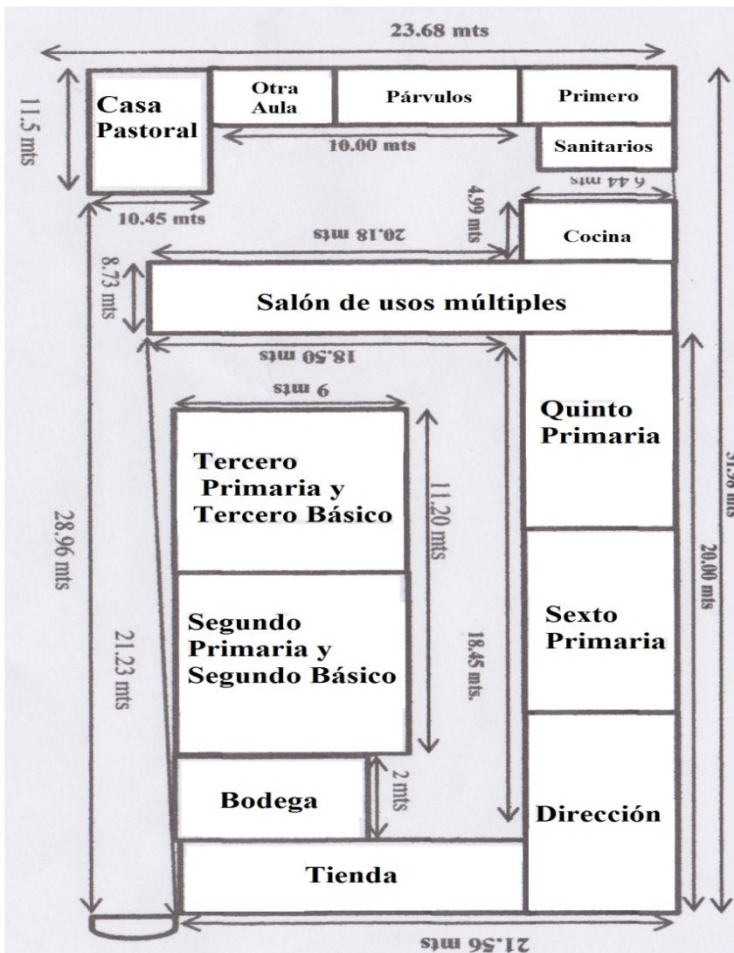 23.68 mts
Casa
Pastoral
Otra
Aula
Párvulos
Primero
11.5 mts
10.00 mts
Sanitarios
6.44 mts
10.45 mts
20.18 mts
4.99 mts
Cocina
8.73 mts
Salón de usos múltiples
18.50 mts
9 mts
Quinto
Primaria
Tercero
Primaria y
Tercero Básico
11.20 mts
31.98 mts
28.96 mts
20.00 mts
Segundo
Primaria y
Segundo Básico
Sexto
Primaria
21.23 mts
18.45 mts.
Bodega
2 mts
Dirección
Tienda
21.56 mts